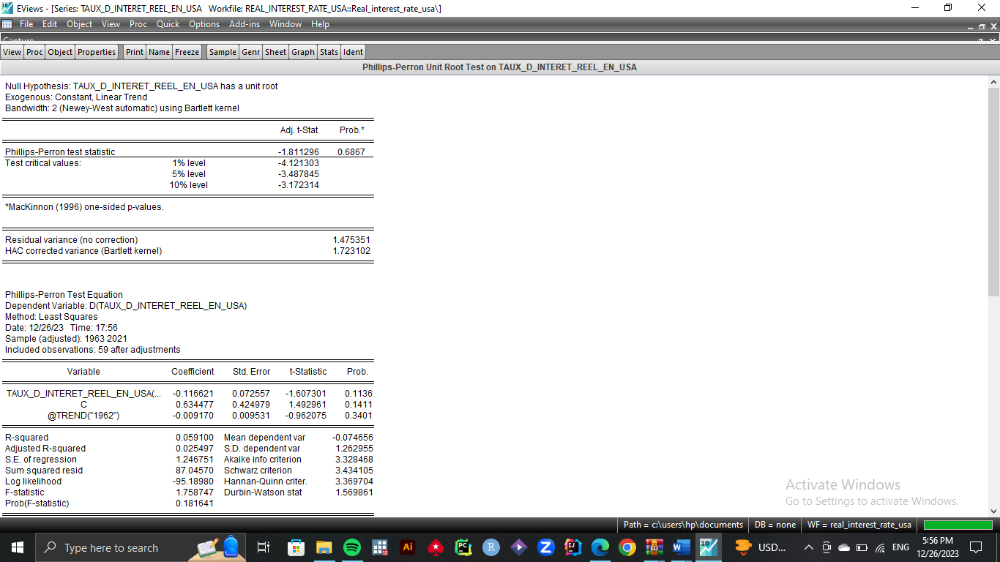 EViews - [Series: TAUX_D_INTERET_REEL_EN_USA Workfile: REAL_INTEREST_RATE_USA::Real_interest_rate_usa\]
File Edit Object View Proc Quick Options Add-ins Window Help
Capture
View Proc Object Properties Print Name Freeze Sample Genr Sheet Graph Stats Ident
Phillips-Perron Unit Root Test on TAUX_D_INTERET_REEL_EN_USA
Null Hypothesis: TAUX_D_INTERET_REEL_EN_USA has a unit root
Exogenous: Constant, Linear Trend
Bandwidth: 2 (Newey-West automatic) using Bartlett kernel
Adj. t-Stat Prob.*
Phillips-Perron test statistic -1.811296 0.6867
Test critical values: 1% level -4.121303
5% level -3.487845
10% level -3.172314
*MacKinnon (1996) one-sided p-values.
Residual variance (no correction) 1.475351
HAC corrected variance (Bartlett kernel) 1.723102
Phillips-Perron Test Equation
Dependent Variable: D(TAUX_D_INTERET_REEL_EN_USA)
Method: Least Squares
Date: 12/26/23 Time: 17:56
Sample (adjusted): 1963 2021
Included observations: 59 after adjustments
Variable Coefficient Std. Error t-Statistic Prob.
TAUX_D_INTERET_REEL_EN_USA(... -0.116621 0.072557 -1.607301 0.1136
C 0.634477 0.424979 1.492961 0.1411
@TREND("1962") -0.009170 0.009531 -0.962075 0.3401
R-squared 0.059100 Mean dependent var -0.074656
Adjusted R-squared 0.025497 S.D. dependent var 1.262955
S.E. of regression 1.246751 Akaike info criterion 3.328468
Sum squared resid 87.04570 Schwarz criterion 3.434105
Log likelihood -95.18980 Hannan-Quinn criter. 3.369704
F-statistic 1.758747 Durbin-Watson stat 1.569861
Prob(F-statistic) 0.181641
Activate Windows
Go to Settings to activate Windows.
Path = c:\users\hp\documents DB = none WF = real_interest_rate_usa
Type here to search
USD... ENG 5:56 PM
12/26/2023